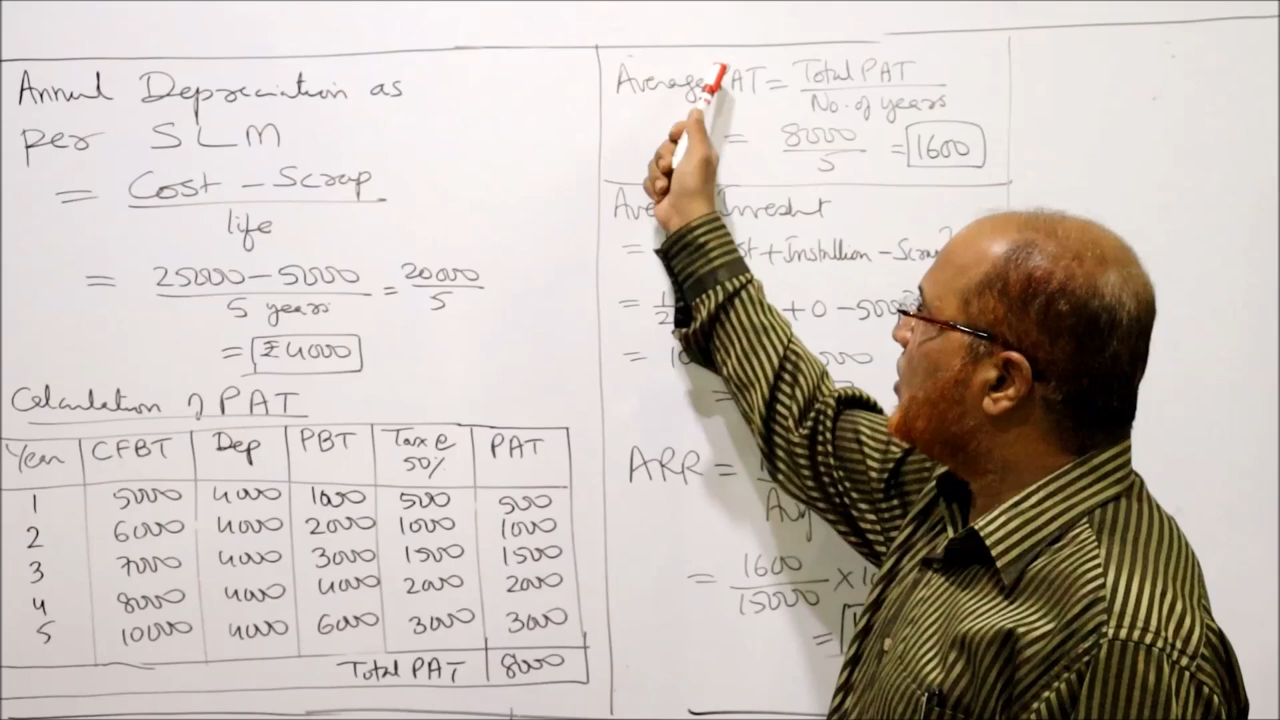 Annual Depreciation as
per SLM
= Cost - Scrap
life
= 25000 - 5000 = 20000
5 years 5
= ₹4000
Calculation of PAT
Year CFBT Dep PBT Tax @ 50% PAT
1 5000 4000 1000 500 500
2 6000 4000 2000 1000 1000
3 7000 4000 3000 1500 1500
4 8000 4000 4000 2000 2000
5 10000 4000 6000 3000 3000
Total PAT 8000
Average PAT = Total PAT
No. of years
= 8000 = 1600
5
= + Installion - Scrap
= + 0 - 5000
=
=
ARR =
= 1600 ×
15000
=